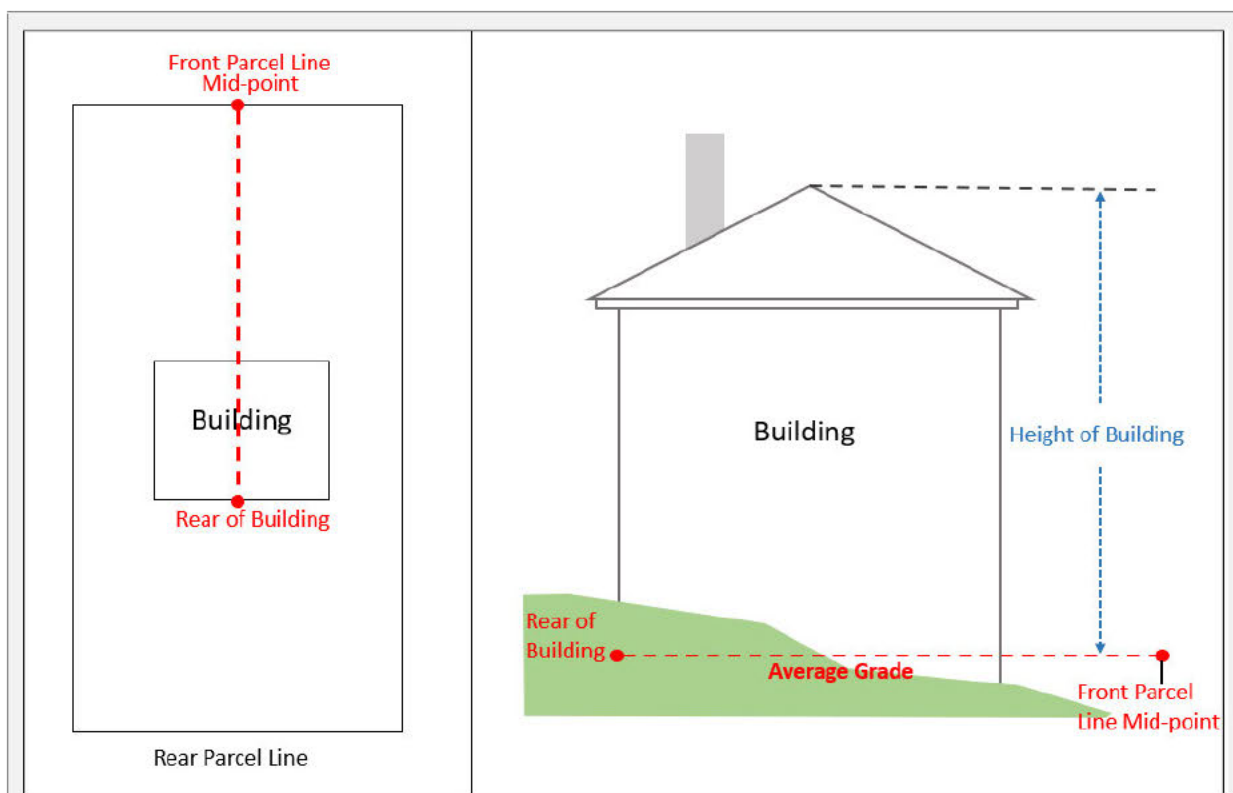 Front Parcel Line
Mid-point
Building
Rear of Building
Rear Parcel Line
Building
Height of Building
Rear of
Building
Average Grade
Front Parcel
Line Mid-point